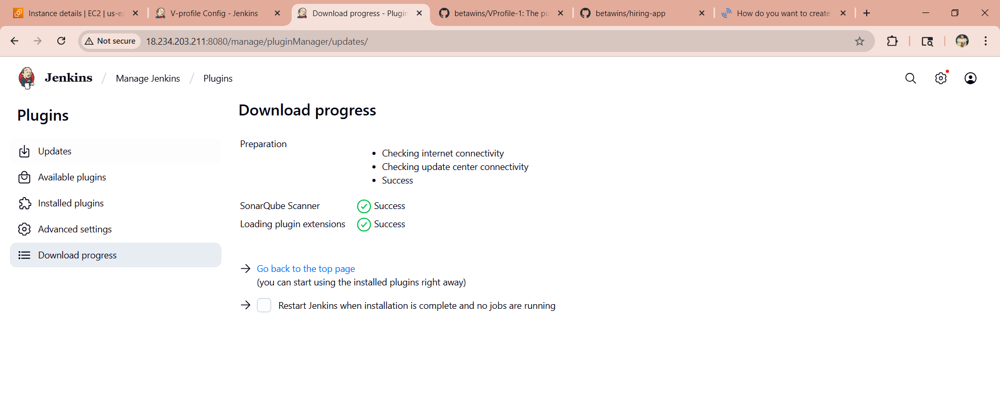 Instance details | EC2 | us-ea
V-profile Config - Jenkins
Download progress - Plugin
betawins/VProfile-1: The pu
betawins/hiring-app
How do you want to create
Not secure
18.234.203.211:8080/manage/pluginManager/updates/
Jenkins / Manage Jenkins / Plugins
Plugins
Updates
Available plugins
Installed plugins
Advanced settings
Download progress
Download progress
Preparation
Checking internet connectivity
Checking update center connectivity
Success
SonarQube Scanner Success
Loading plugin extensions Success
Go back to the top page
(you can start using the installed plugins right away)
Restart Jenkins when installation is complete and no jobs are running